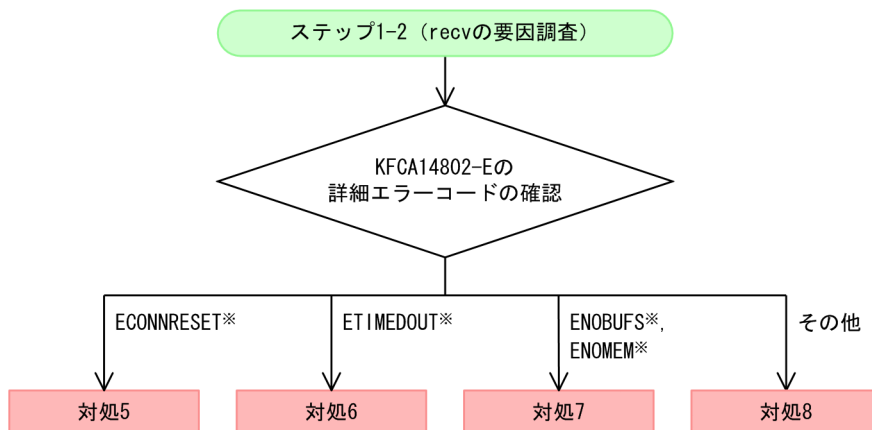 ステップ1-2（recvの要因調査）
KFCA14802-Eの
詳細エラーコードの確認
ECONNRESET※
ETIMEDOUT※
ENOBUFS※,
ENOMEM※
その他
対処5
対処6
対処7
対処8